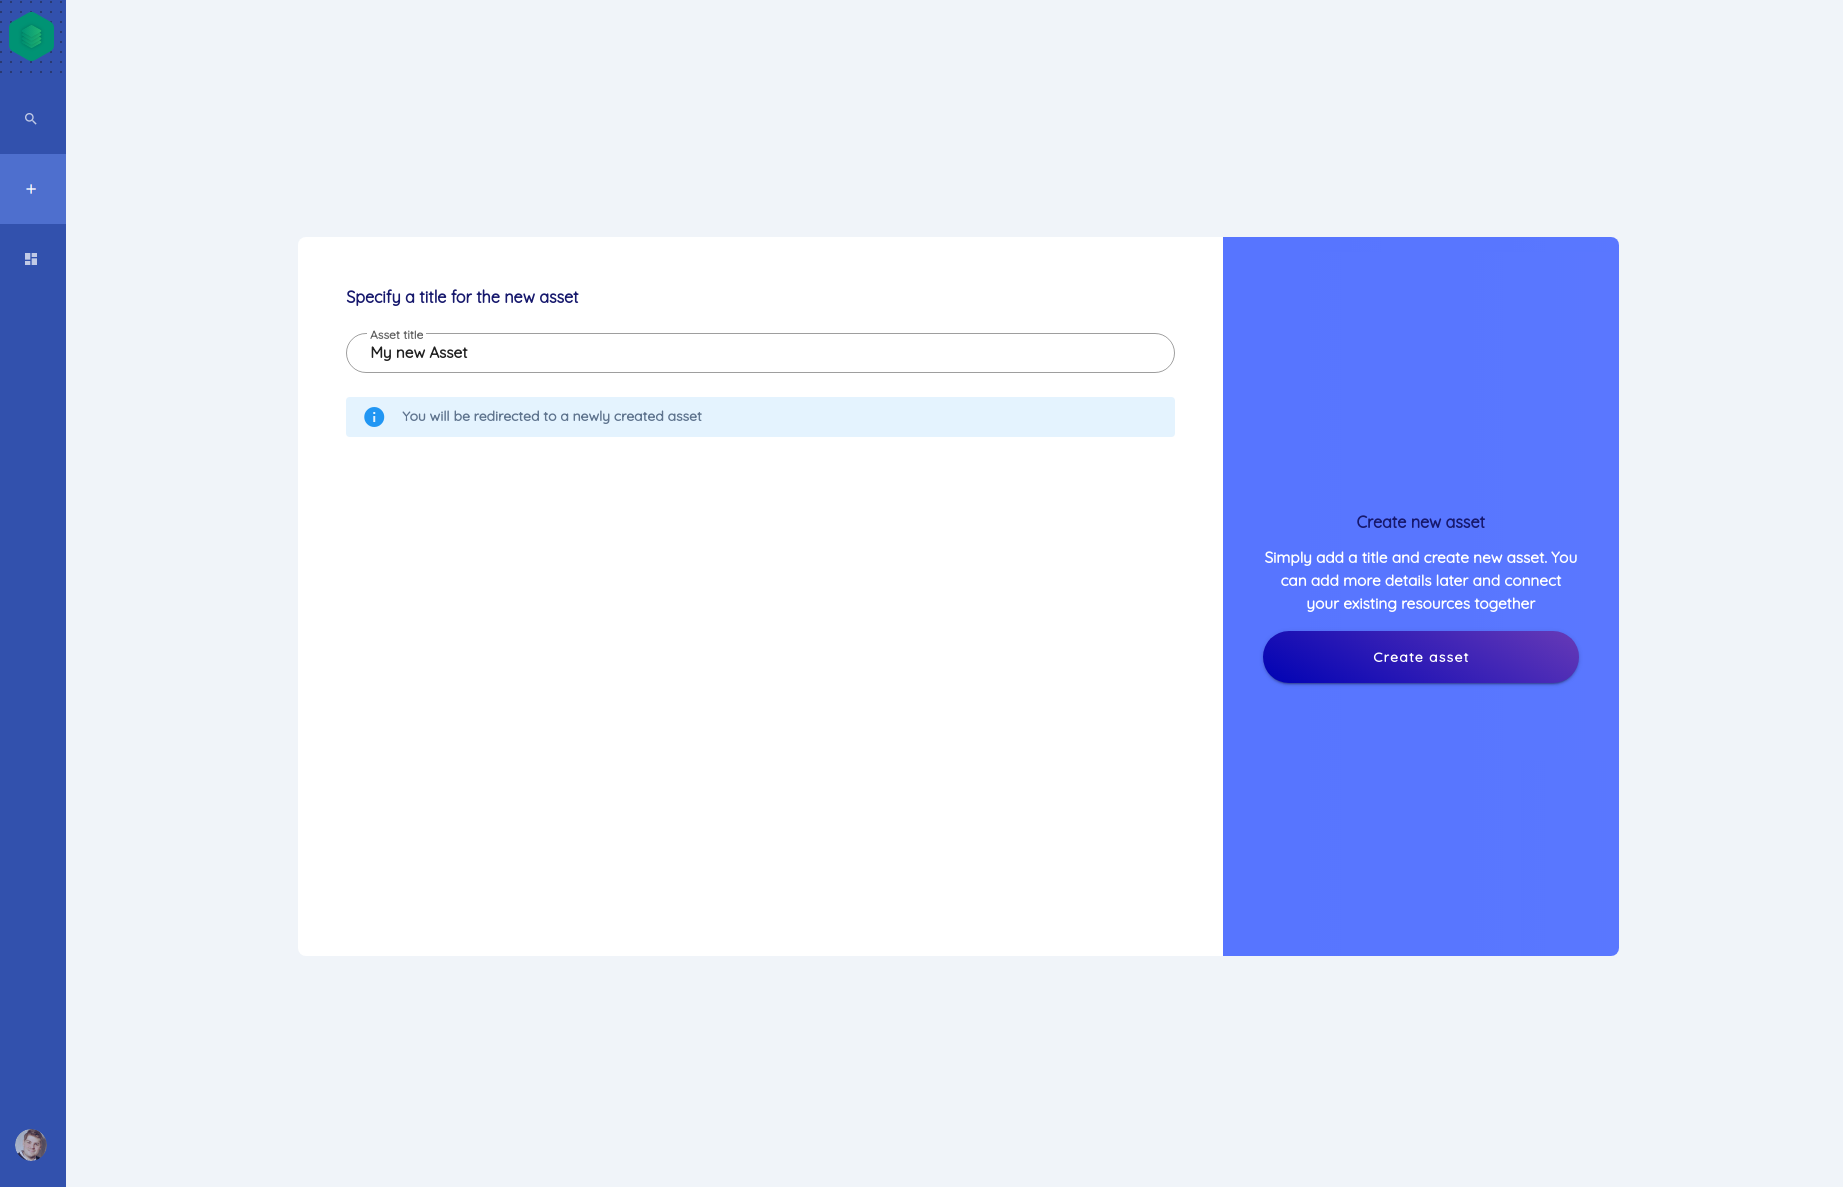 Specify a title for the new asset
Asset title
My new Asset
You will be redirected to a newly created asset
Create new asset
Simply add a title and create new asset. You
can add more details later and connect
your existing resources together
Create asset